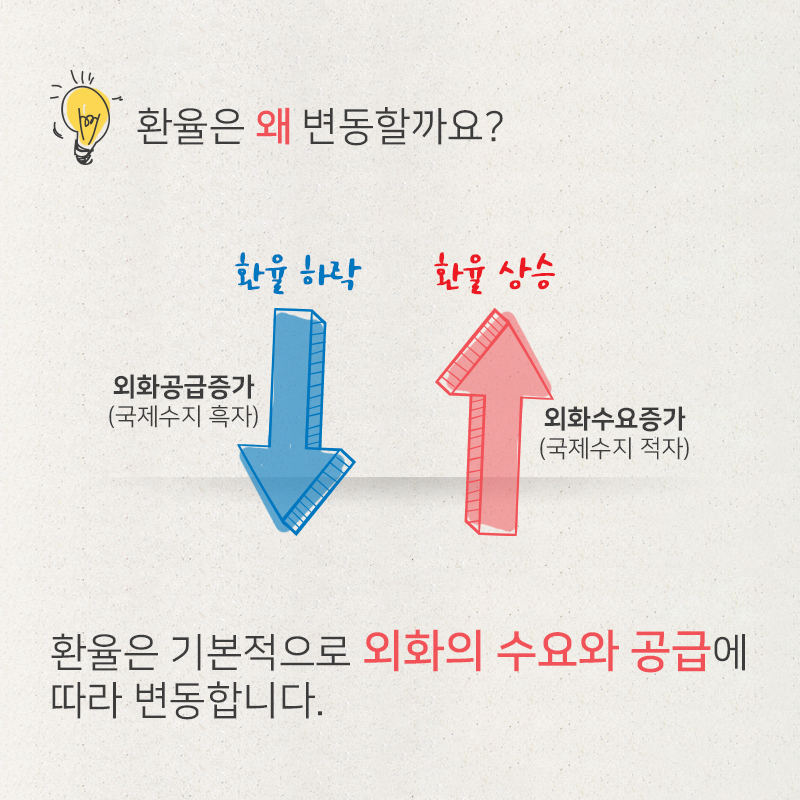 환율은 왜 변동할까요?
환율 하락
환율 상승
외화공급증가
(국제수지 흑자)
외화수요증가
(국제수지 적자)
환율은 기본적으로 외화의 수요와 공급에
따라 변동합니다.